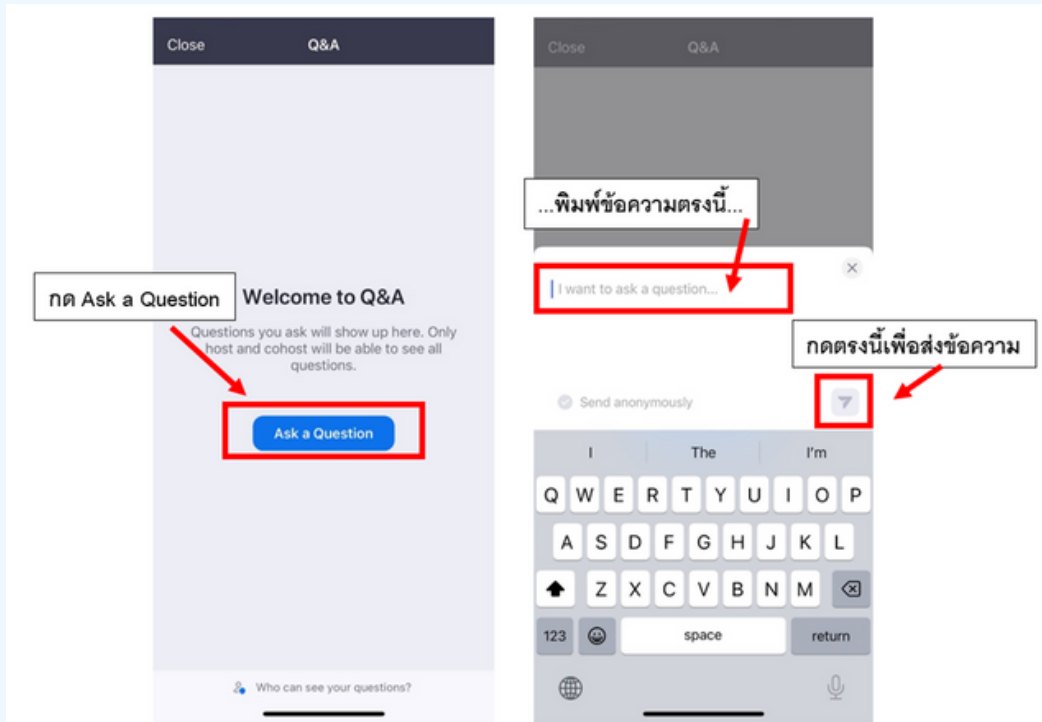 Close
Q&A
กด Ask a Question
Welcome to Q&A
Questions you ask will show up here. Only
host and cohost will be able to see all
questions.
Ask a Question
Who can see your questions?
Close
Q&A
...พิมพ์ข้อความตรงนี้...
I want to ask a question...
กดตรงนี้เพื่อส่งข้อความ
Send anonymously
I The I'm
Q W E R T Y U I O P
A S D F G H J K L
Z X C V B N M
123 space return